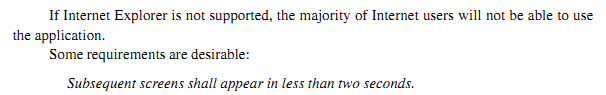 If Internet Explorer is not supported, the majority of Internet users will not be able to use
the application.
Some requirements are desirable:
Subsequent screens shall appear in less than two seconds.